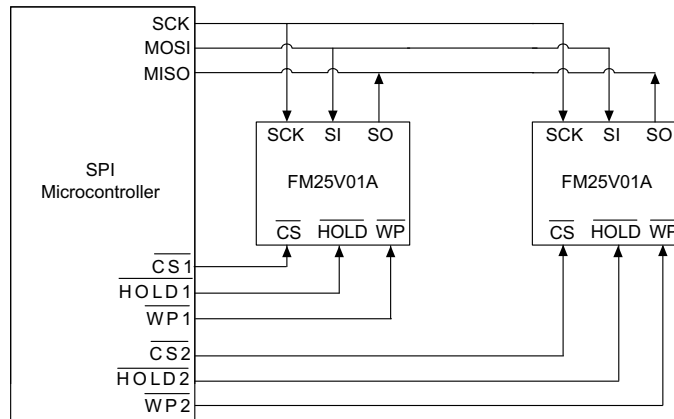 SCK
MOSI
MISO
SPI
Microcontroller
CS1
HOLD1
WP1
CS2
HOLD2
WP2
SCK SI SO
FM25V01A
CS HOLD WP
SCK SI SO
FM25V01A
CS HOLD WP